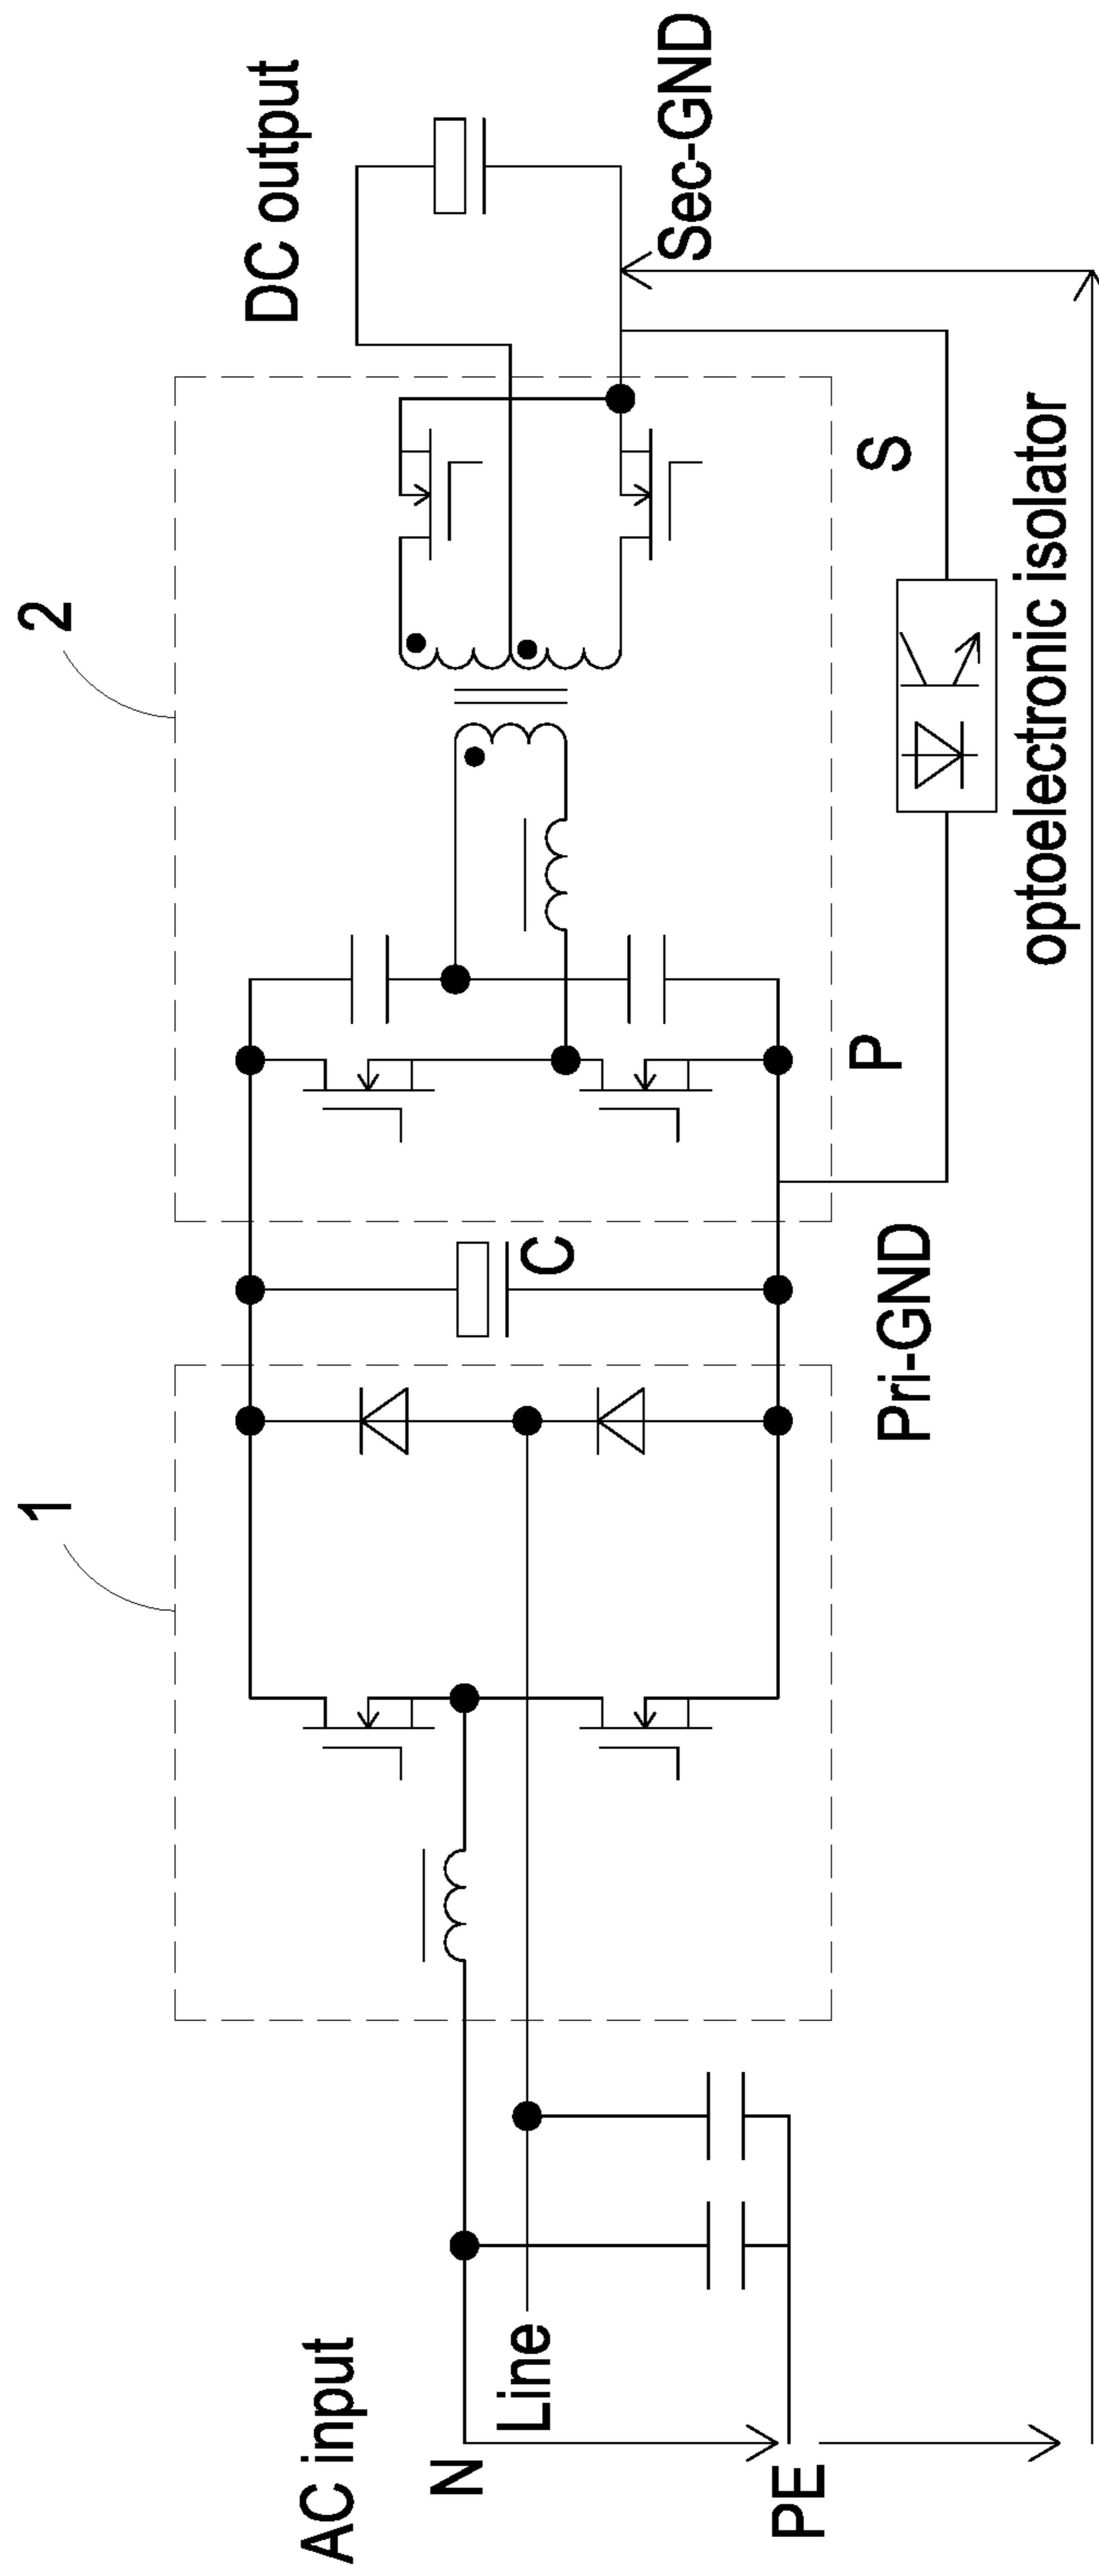 1
2
AC input
DC output
N
Line
C
PE
Pri-GND
P
S
Sec-GND
optoelectronic isolator